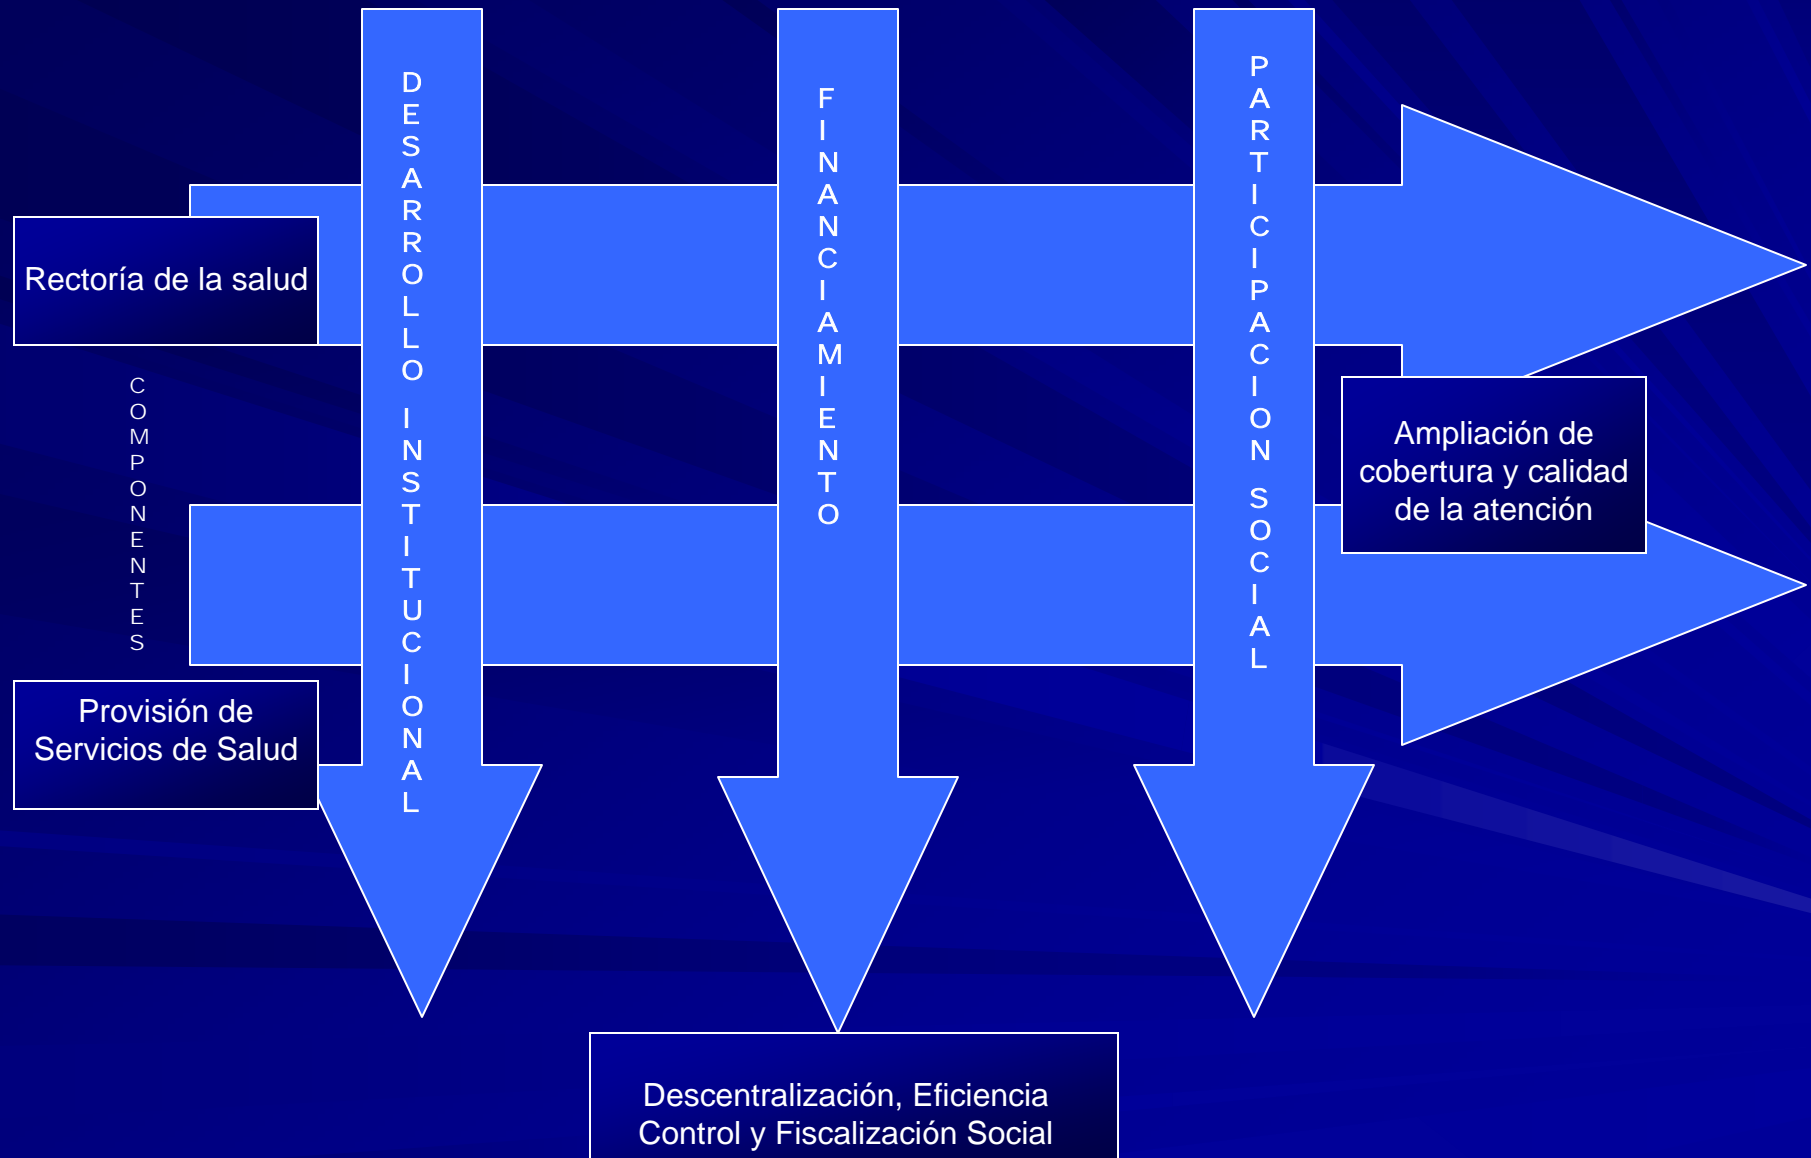 DESARROLLO INSTITUCIONAL
FINANCIAMIENTO
PARTICIPACION SOCIAL
Rectoría de la salud
COMPONENTES
Ampliación de
cobertura y calidad
de la atención
Provisión de
Servicios de Salud
Descentralización, Eficiencia
Control y Fiscalización Social